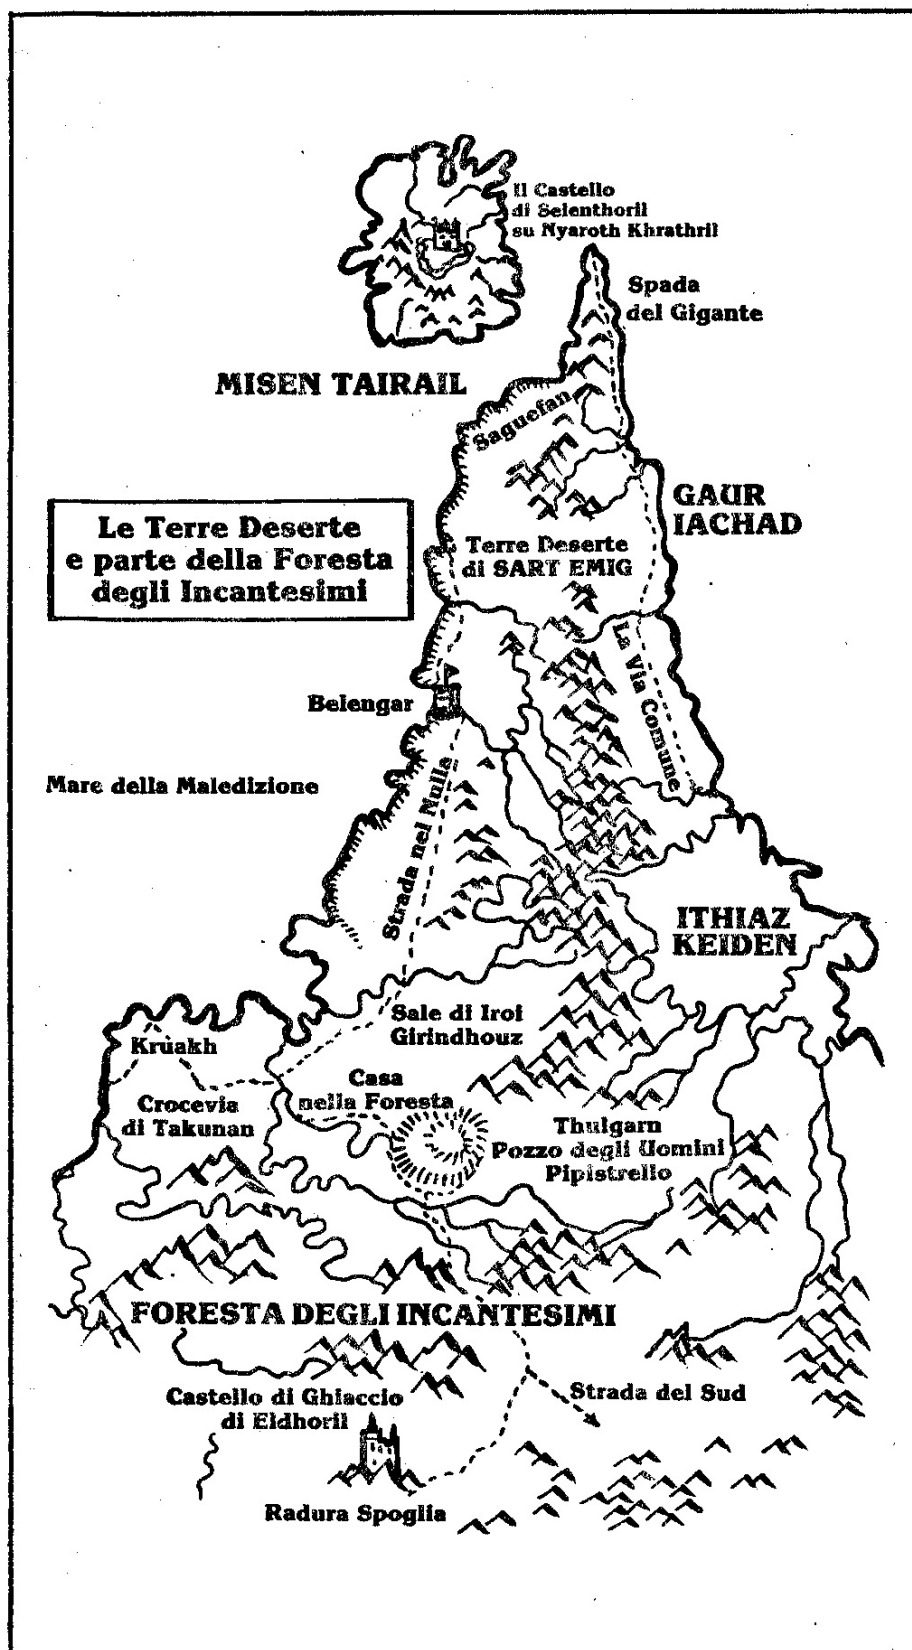 Il Castello
di Selenthoril
su Nyaroth Khrathril
Spada
del Gigante
MISEN TAIRAIL
Saguefan
GAUR
IACHAD
Le Terre Deserte
e parte della Foresta
degli Incantesimi
Terre Deserte
di SART EMIG
La Via Comune
Belengar
Mare della Maledizione
Strada nel Nulla
ITHIAZ
KEIDEN
Sale di Iroi
Girindhouz
Krùakh
Casa
nella Foresta
Crocevia
di Takunan
Thulgarn
Pozzo degli Uomini
Pipistrello
FORESTA DEGLI INCANTESIMI
Castello di Ghiaccio
di Eldhoril
Strada del Sud
Radura Spoglia